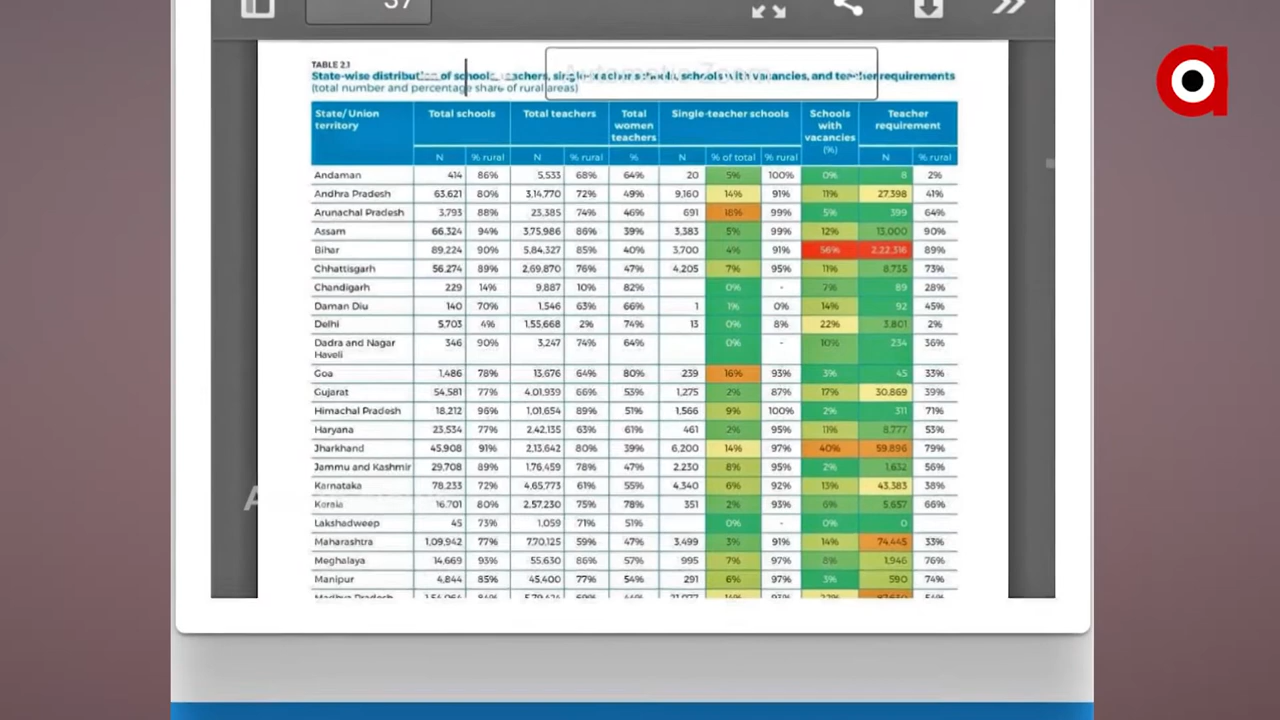 37
TABLE 2.1
State-wise distribution of schools, teachers, single-teacher schools, schools with vacancies, and teacher requirements
(total number and percentage share of rural areas)
State/Union territory Total schools Total teachers Total women teachers Single-teacher schools Schools with vacancies (%) Teacher requirement
N % rural N % rural % N % of total % rural N % rural
Andaman 414 86% 5,533 68% 64% 20 5% 100% 0% 8 2%
Andhra Pradesh 63,621 80% 3,14,770 72% 49% 9,160 14% 91% 11% 27,398 41%
Arunachal Pradesh 3,793 88% 23,385 74% 46% 691 18% 99% 5% 399 64%
Assam 66,324 94% 3,75,986 86% 39% 3,383 5% 99% 12% 13,000 90%
Bihar 89,224 90% 5,84,327 85% 40% 3,700 4% 91% 56% 2,22,316 89%
Chhattisgarh 56,274 89% 2,69,870 76% 47% 4,205 7% 95% 11% 8,735 73%
Chandigarh 229 14% 9,887 10% 82% 0% - 7% 89 28%
Daman Diu 140 70% 1,546 63% 66% 1 1% 0% 14% 92 45%
Delhi 5,703 4% 1,55,668 2% 74% 13 0% 8% 22% 3,801 2%
Dadra and Nagar Haveli 346 90% 3,247 74% 64% 0% - 10% 234 36%
Goa 1,486 78% 13,676 64% 80% 239 16% 93% 3% 45 33%
Gujarat 54,581 77% 4,01,939 66% 53% 1,275 2% 87% 17% 30,869 39%
Himachal Pradesh 18,212 96% 1,01,654 89% 51% 1,566 9% 100% 2% 311 71%
Haryana 23,534 77% 2,42,135 63% 61% 461 2% 95% 11% 8,777 53%
Jharkhand 45,908 91% 2,13,642 80% 39% 6,200 14% 97% 40% 59,896 79%
Jammu and Kashmir 29,708 89% 1,76,459 78% 47% 2,230 8% 95% 2% 1,632 56%
Karnataka 78,233 72% 4,65,773 61% 55% 4,340 6% 92% 13% 43,383 38%
Kerala 16,701 80% 2,57,230 75% 78% 351 2% 93% 6% 5,657 66%
Lakshadweep 45 73% 1,059 71% 51% 0% - 0% 0
Maharashtra 1,09,942 77% 7,70,125 59% 47% 3,499 3% 91% 14% 74,445 33%
Meghalaya 14,669 93% 55,630 86% 57% 995 7% 97% 8% 1,946 76%
Manipur 4,844 85% 45,400 77% 54% 291 6% 97% 3% 590 74%
Madhya Pradesh